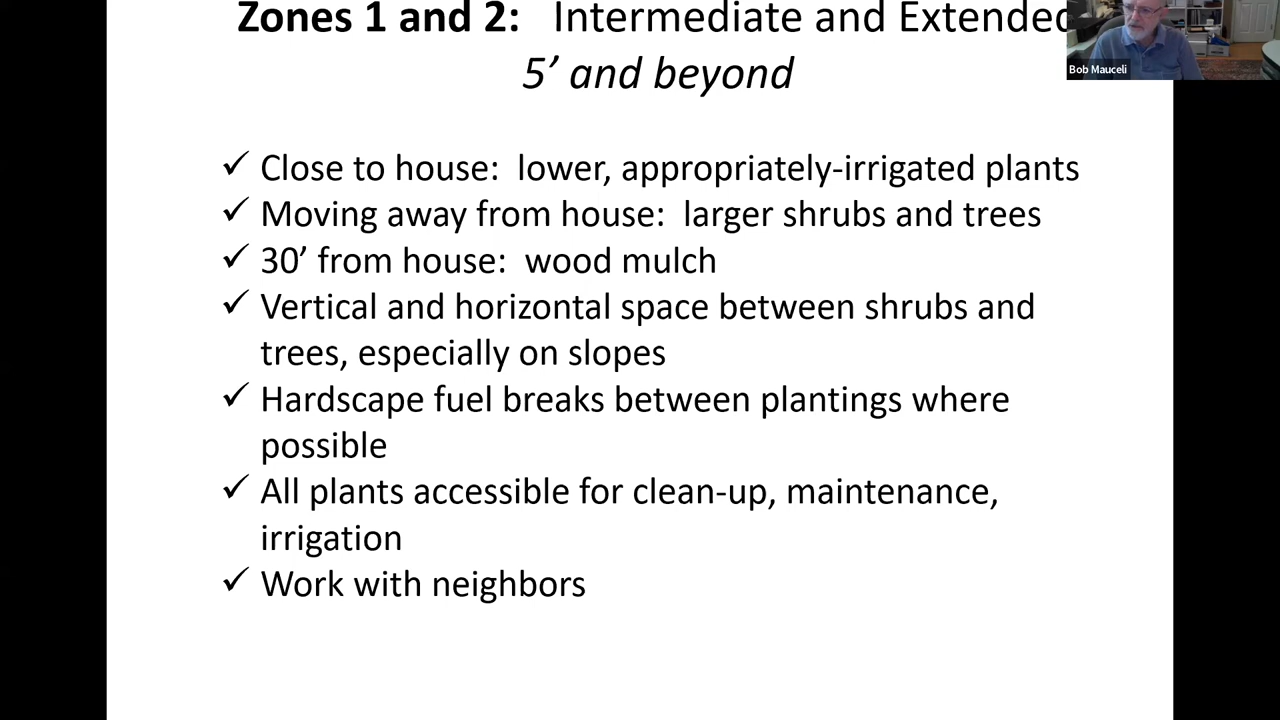 Zones 1 and 2: Intermediate and Extended
5’ and beyond
Bob Mauceli
✓ Close to house: lower, appropriately-irrigated plants
✓ Moving away from house: larger shrubs and trees
✓ 30’ from house: wood mulch
✓ Vertical and horizontal space between shrubs and
trees, especially on slopes
✓ Hardscape fuel breaks between plantings where
possible
✓ All plants accessible for clean-up, maintenance,
irrigation
✓ Work with neighbors